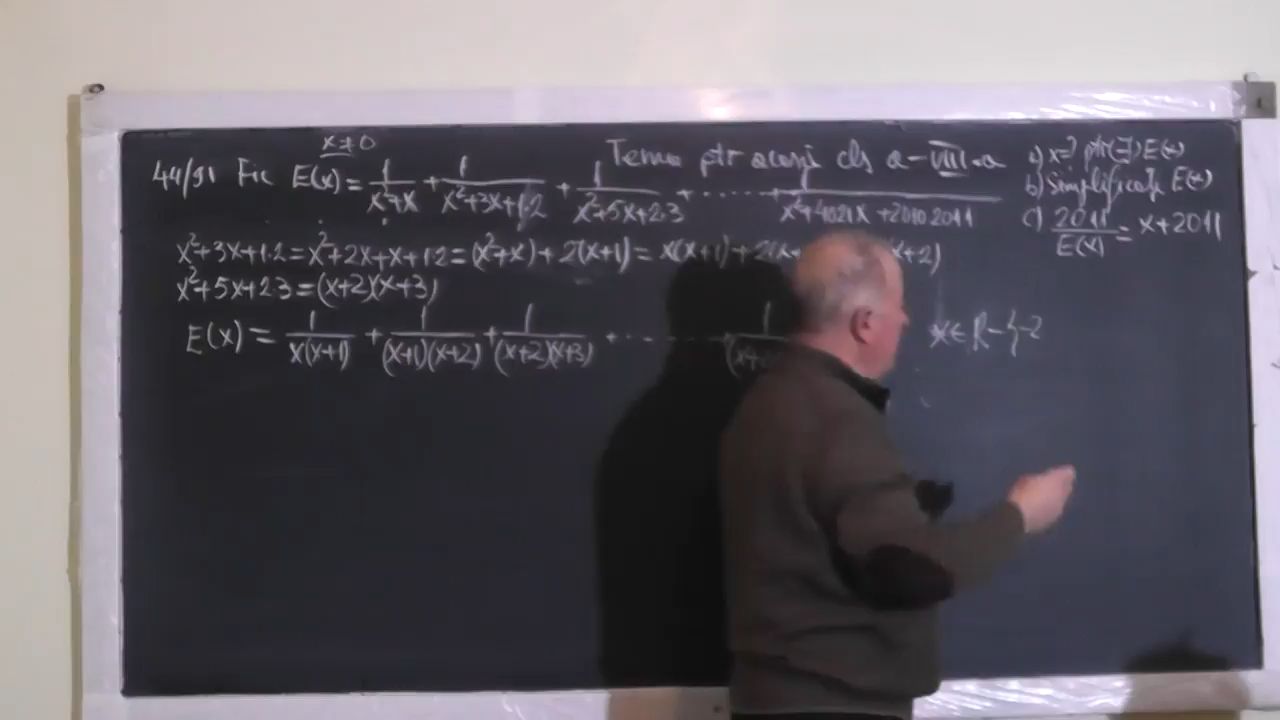 x≠0
Tema ptr acasă cls a-VIII-a
44/91 Fie E(x) = 1/(x²+x) + 1/(x²+3x+1·2) + 1/(x²+5x+2·3) + ....... + 1/(x²+4021x+2010·2011)
a) x=? ptr(∃) E(x)
b) Simplificați E(x)
c) 2011/E(x) = x+2011
x²+3x+1·2 = x²+2x+x+1·2 = (x²+x)+2(x+1) = x(x+1)+2(x+ x+2)
x²+5x+2·3 = (x+2)(x+3)
E(x) = 1/(x(x+1)) + 1/((x+1)(x+2)) + 1/((x+2)(x+3)) + ....... + 1/(x+
x∈R-{-2